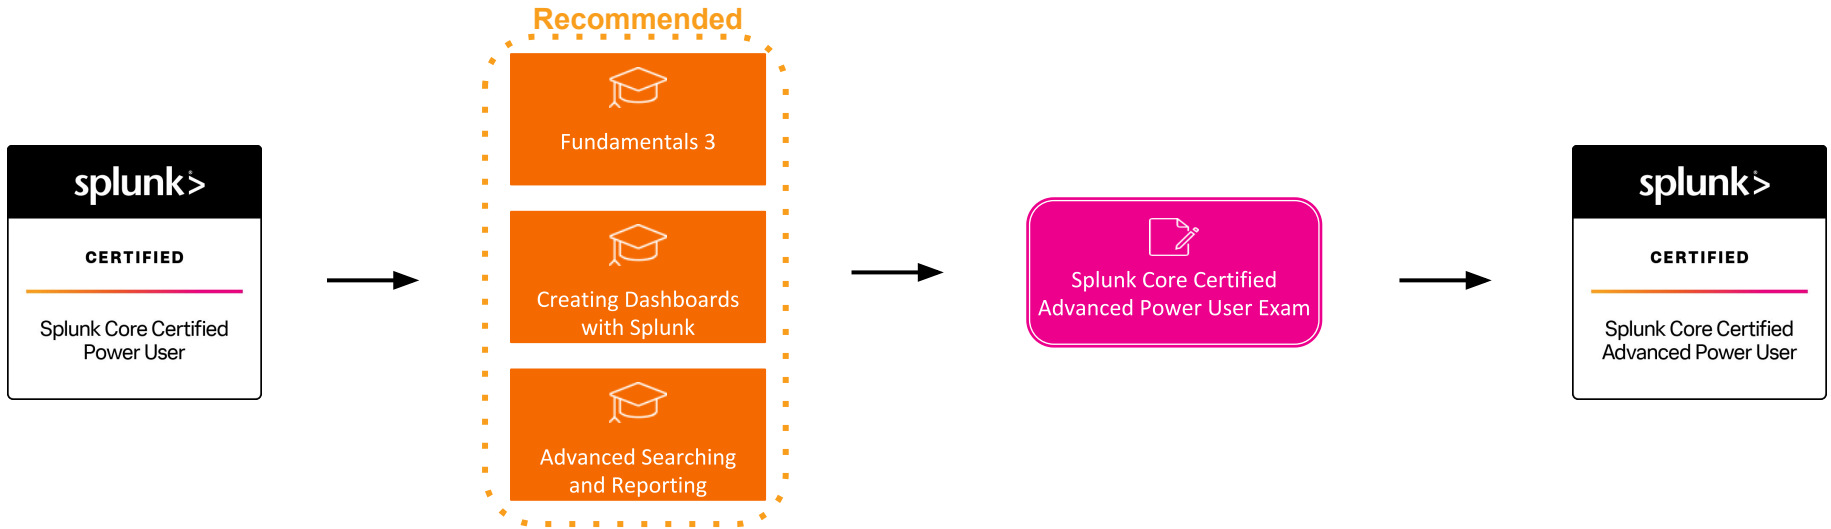 Recommended
Fundamentals 3
Creating Dashboards
with Splunk
Advanced Searching
and Reporting
splunk>
CERTIFIED
Splunk Core Certified
Power User
Splunk Core Certified
Advanced Power User Exam
splunk>
CERTIFIED
Splunk Core Certified
Advanced Power User